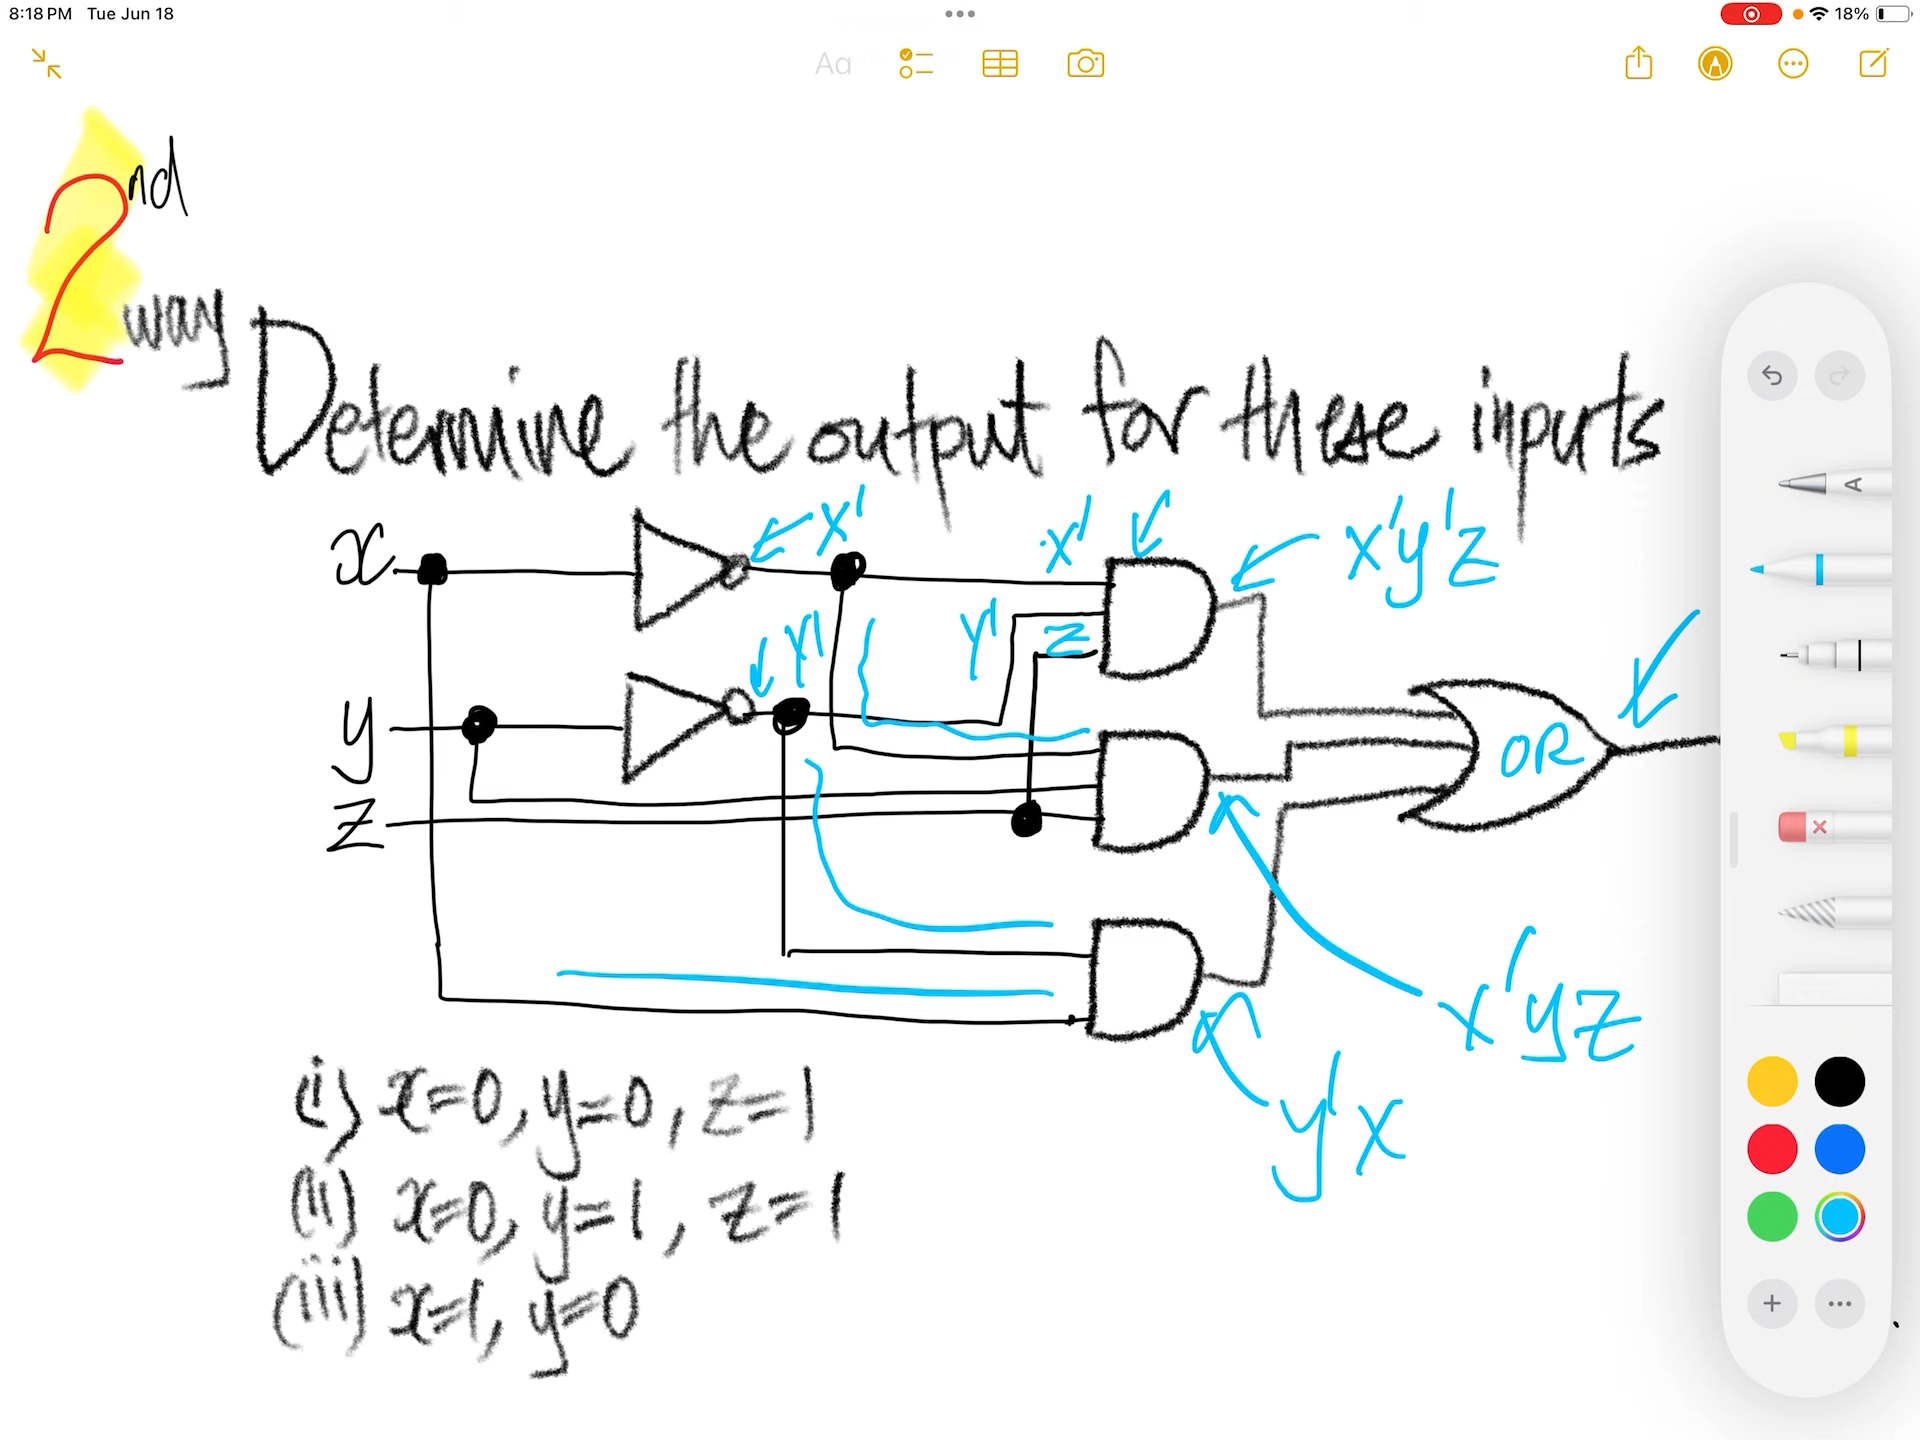 8:18 PM Tue Jun 18
18%
Aa
2nd
way
Determine the output for these inputs
x
x'
x'
x'y'z
y'
y'
z
y
OR
z
A
x'yz
y'x
(i) x=0, y=0, z=1
(ii) x=0, y=1, z=1
(iii) x=1, y=0